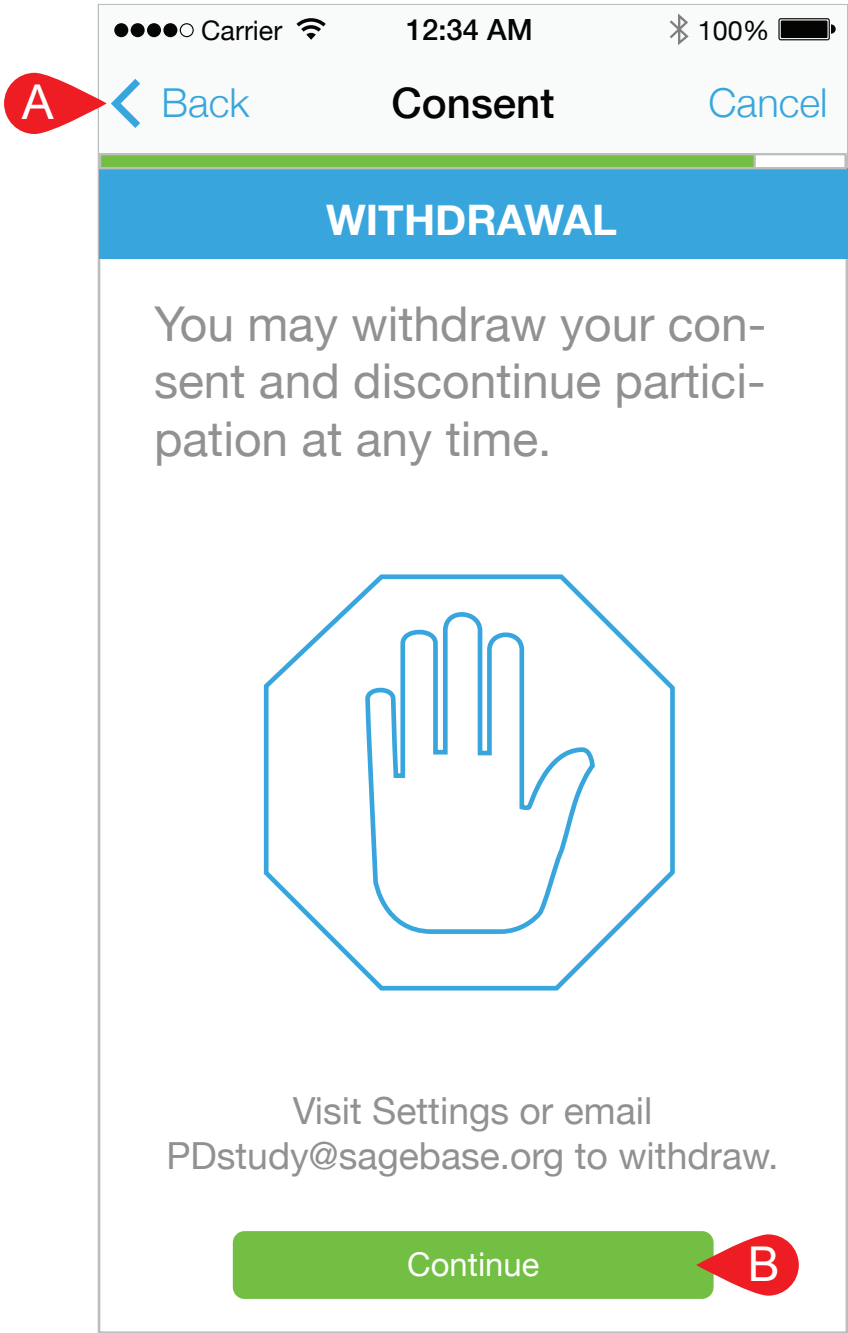 Carrier 12:34 AM 100%
A Back Consent Cancel
WITHDRAWAL
You may withdraw your con-
sent and discontinue partici-
pation at any time.
Visit Settings or email
PDstudy@sagebase.org to withdraw.
Continue B